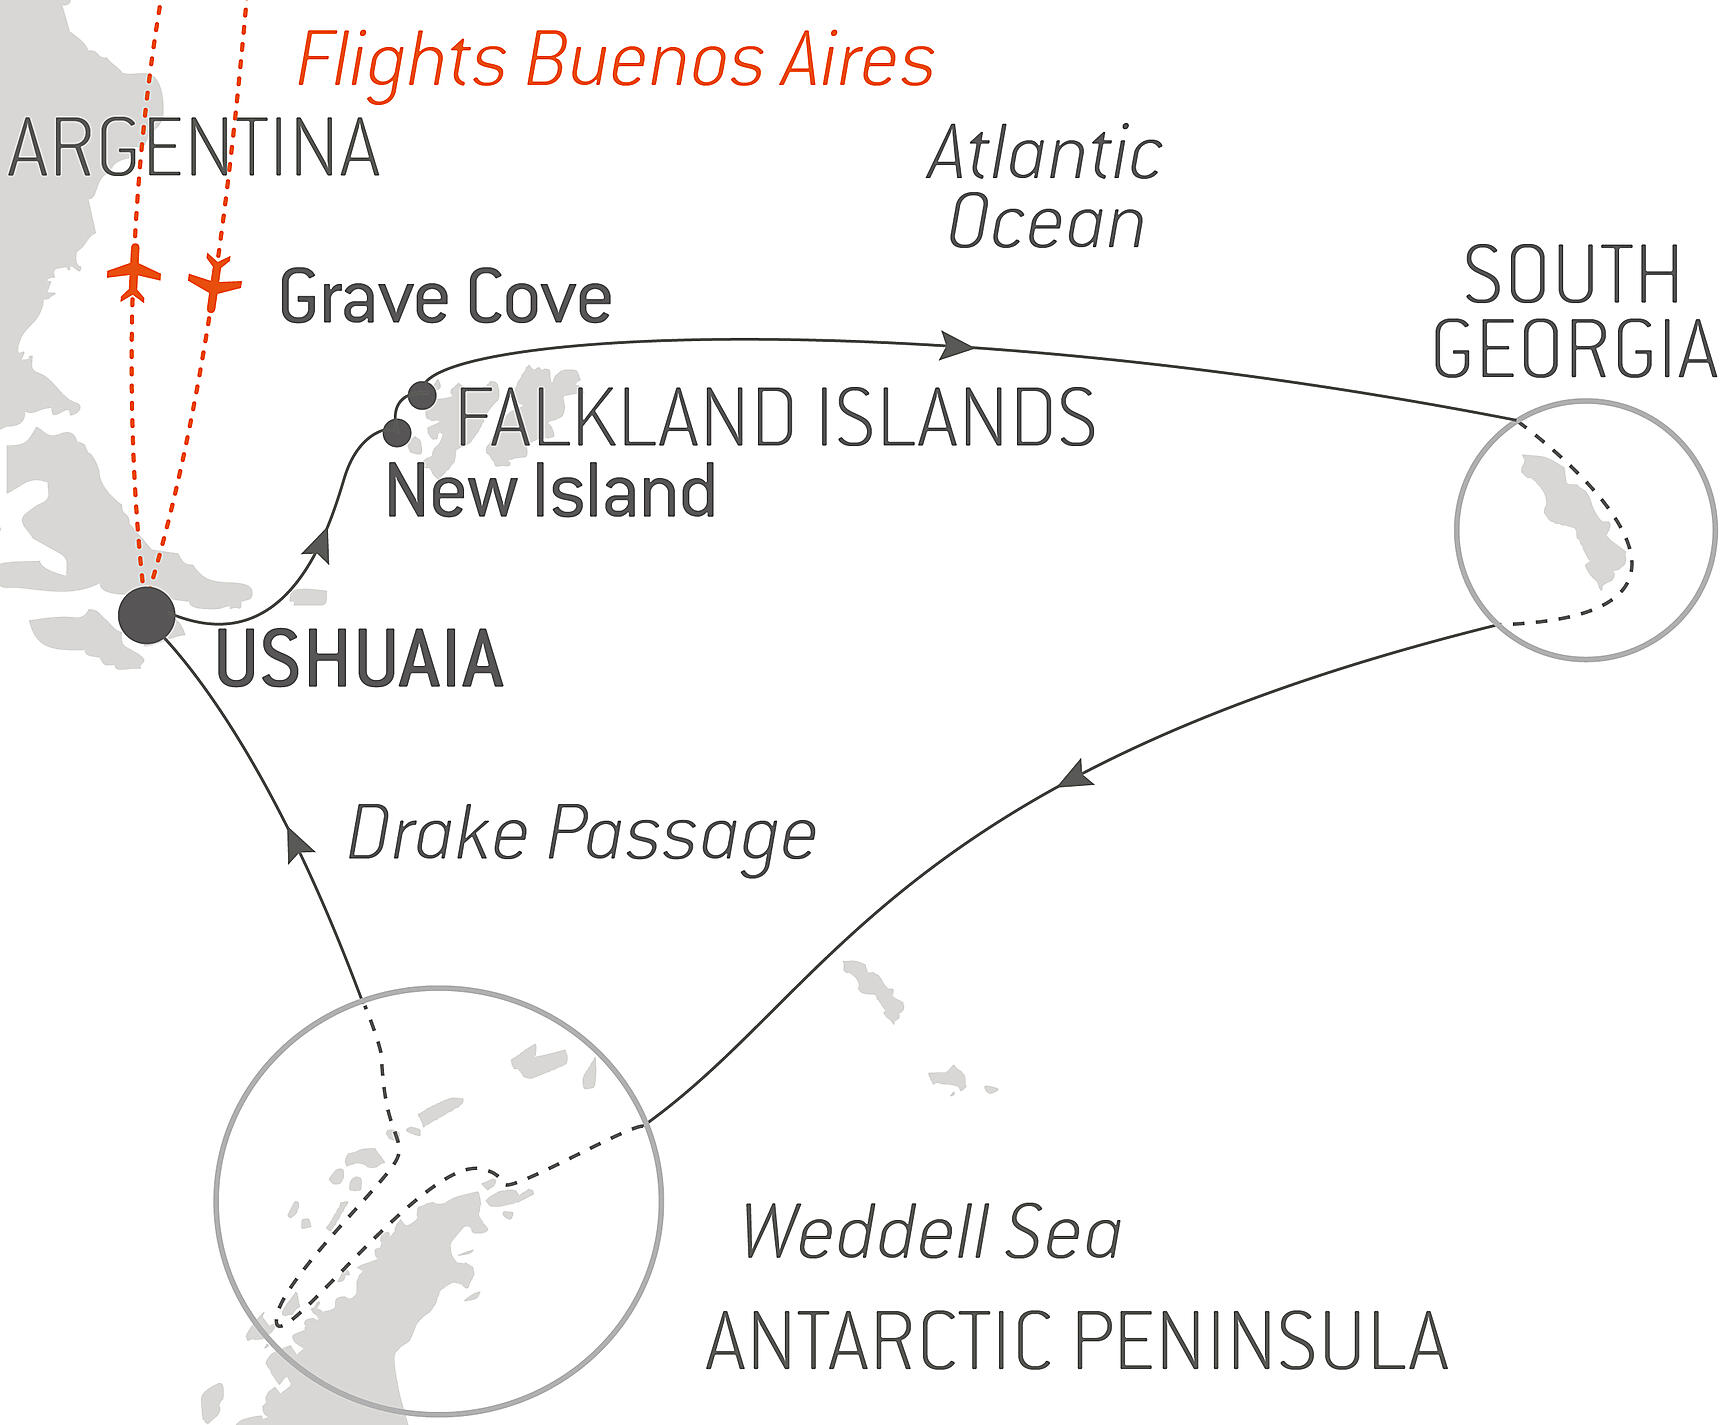 Flights Buenos Aires
ARGENTINA
Atlantic
Ocean
Grave Cove
SOUTH
GEORGIA
FALKLAND ISLANDS
New Island
USHUAIA
Drake Passage
Weddell Sea
ANTARCTIC PENINSULA